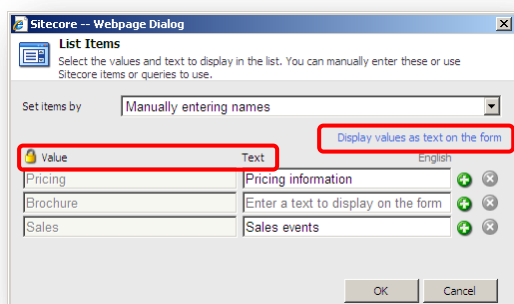 Sitecore -- Webpage Dialog
List Items
Select the values and text to display in the list. You can manually enter these or use
Sitecore items or queries to use.
Set items by Manually entering names
Display values as text on the form
Value Text English
Pricing Pricing information
Brochure Enter a text to display on the form
Sales Sales events
OK Cancel